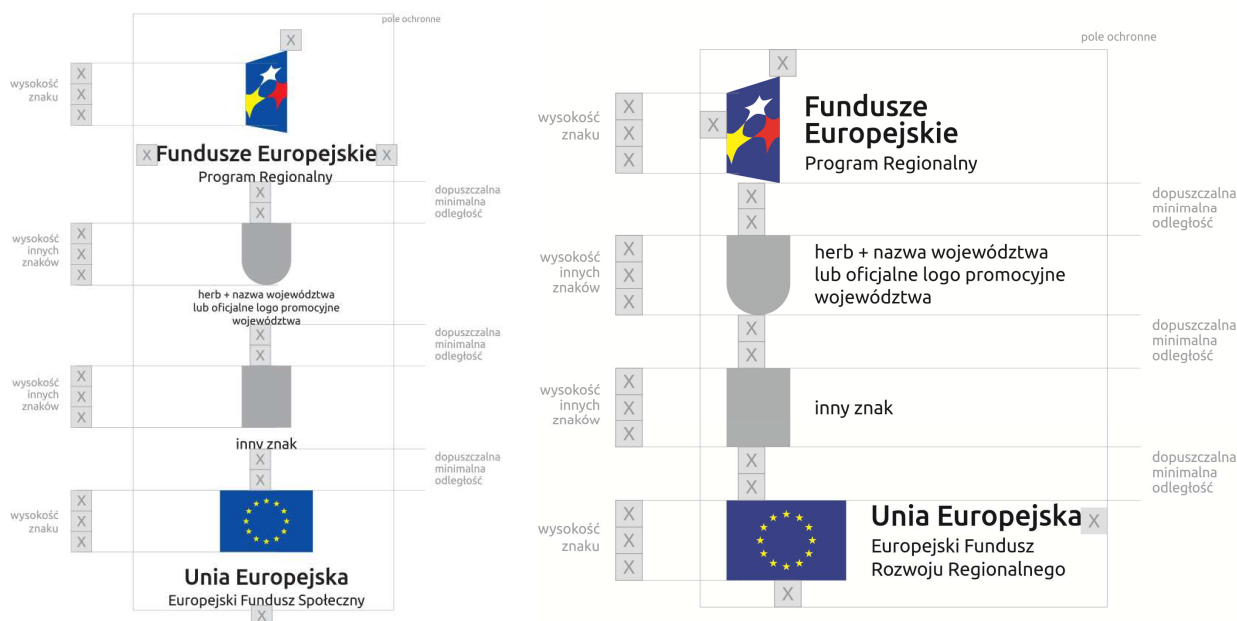 pole ochronne
X
wysokość
znaku
X
X
X
X Fundusze Europejskie X
Program Regionalny
X
X
dopuszczalna
minimalna
odległość
wysokość
innych
znaków
X
X
X
herb + nazwa województwa
lub oficjalne logo promocyjne
województwa
X
X
dopuszczalna
minimalna
odległość
wysokość
innych
znaków
X
X
X
inny znak
X
X
dopuszczalna
minimalna
odległość
wysokość
znaku
X
X
X
Unia Europejska
Europejski Fundusz Społeczny
X
pole ochronne
X
wysokość
znaku
X
X
X
X
Fundusze
Europejskie
Program Regionalny
X
X
dopuszczalna
minimalna
odległość
wysokość
innych
znaków
X
X
X
herb + nazwa województwa
lub oficjalne logo promocyjne
województwa
X
X
dopuszczalna
minimalna
odległość
wysokość
innych
znaków
X
X
X
inny znak
X
X
dopuszczalna
minimalna
odległość
wysokość
znaku
X
X
X
Unia Europejska X
Europejski Fundusz
Rozwoju Regionalnego
X